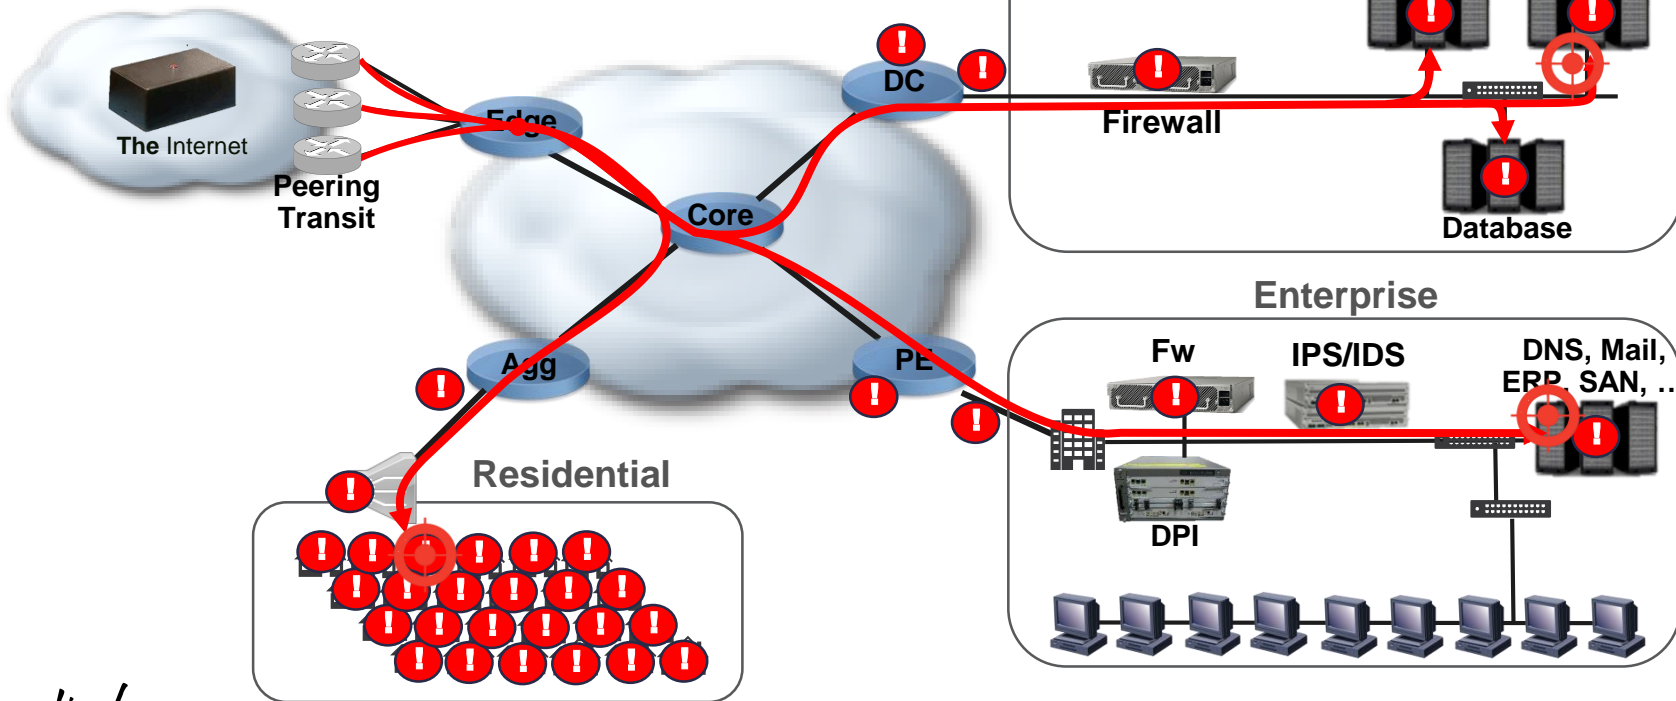 The Internet
Peering
Transit
Edge
Core
DC
Agg
PE
Firewall
Database
Enterprise
Fw
IPS/IDS
DNS, Mail,
ERP, SAN, ...
DPI
Residential